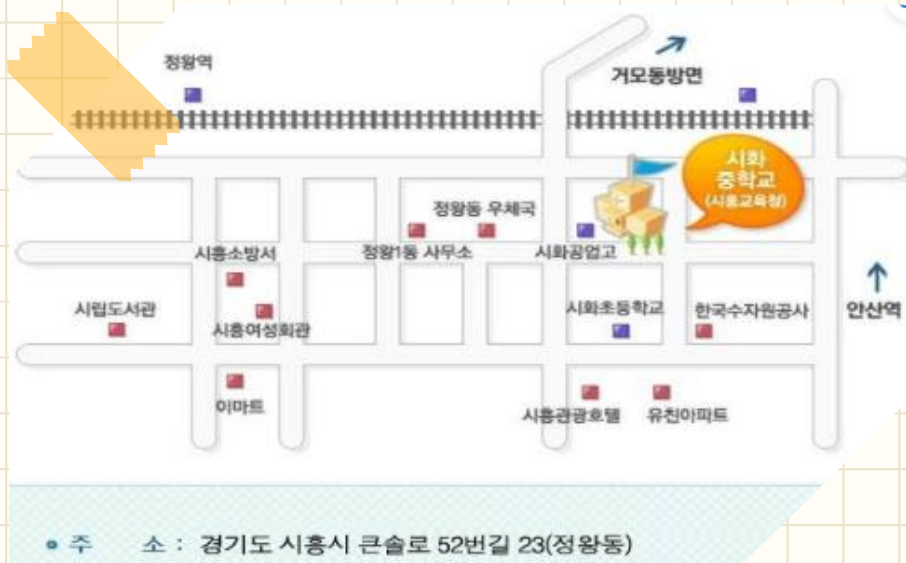 정왕역
거모동방면
시화
중학교
(시흥교육청)
정왕동 우체국
시흥소방서
정왕1동 사무소
시화공업고
시립도서관
시흥여성회관
시화초등학교
한국수자원공사
안산역
이마트
시흥관광호텔
유친아파트
주 소 : 경기도 시흥시 큰솔로 52번길 23(정왕동)